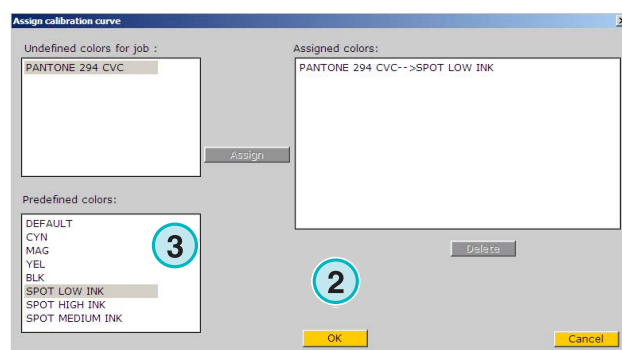 Assign calibration curve
Undefined colors for job :
PANTONE 294 CVC
Assign
Assigned colors:
PANTONE 294 CVC-->SPOT LOW INK
Predefined colors:
DEFAULT
CYN
MAG
YEL
BLK
SPOT LOW INK
SPOT HIGH INK
SPOT MEDIUM INK
3
Delete
2
OK
Cancel